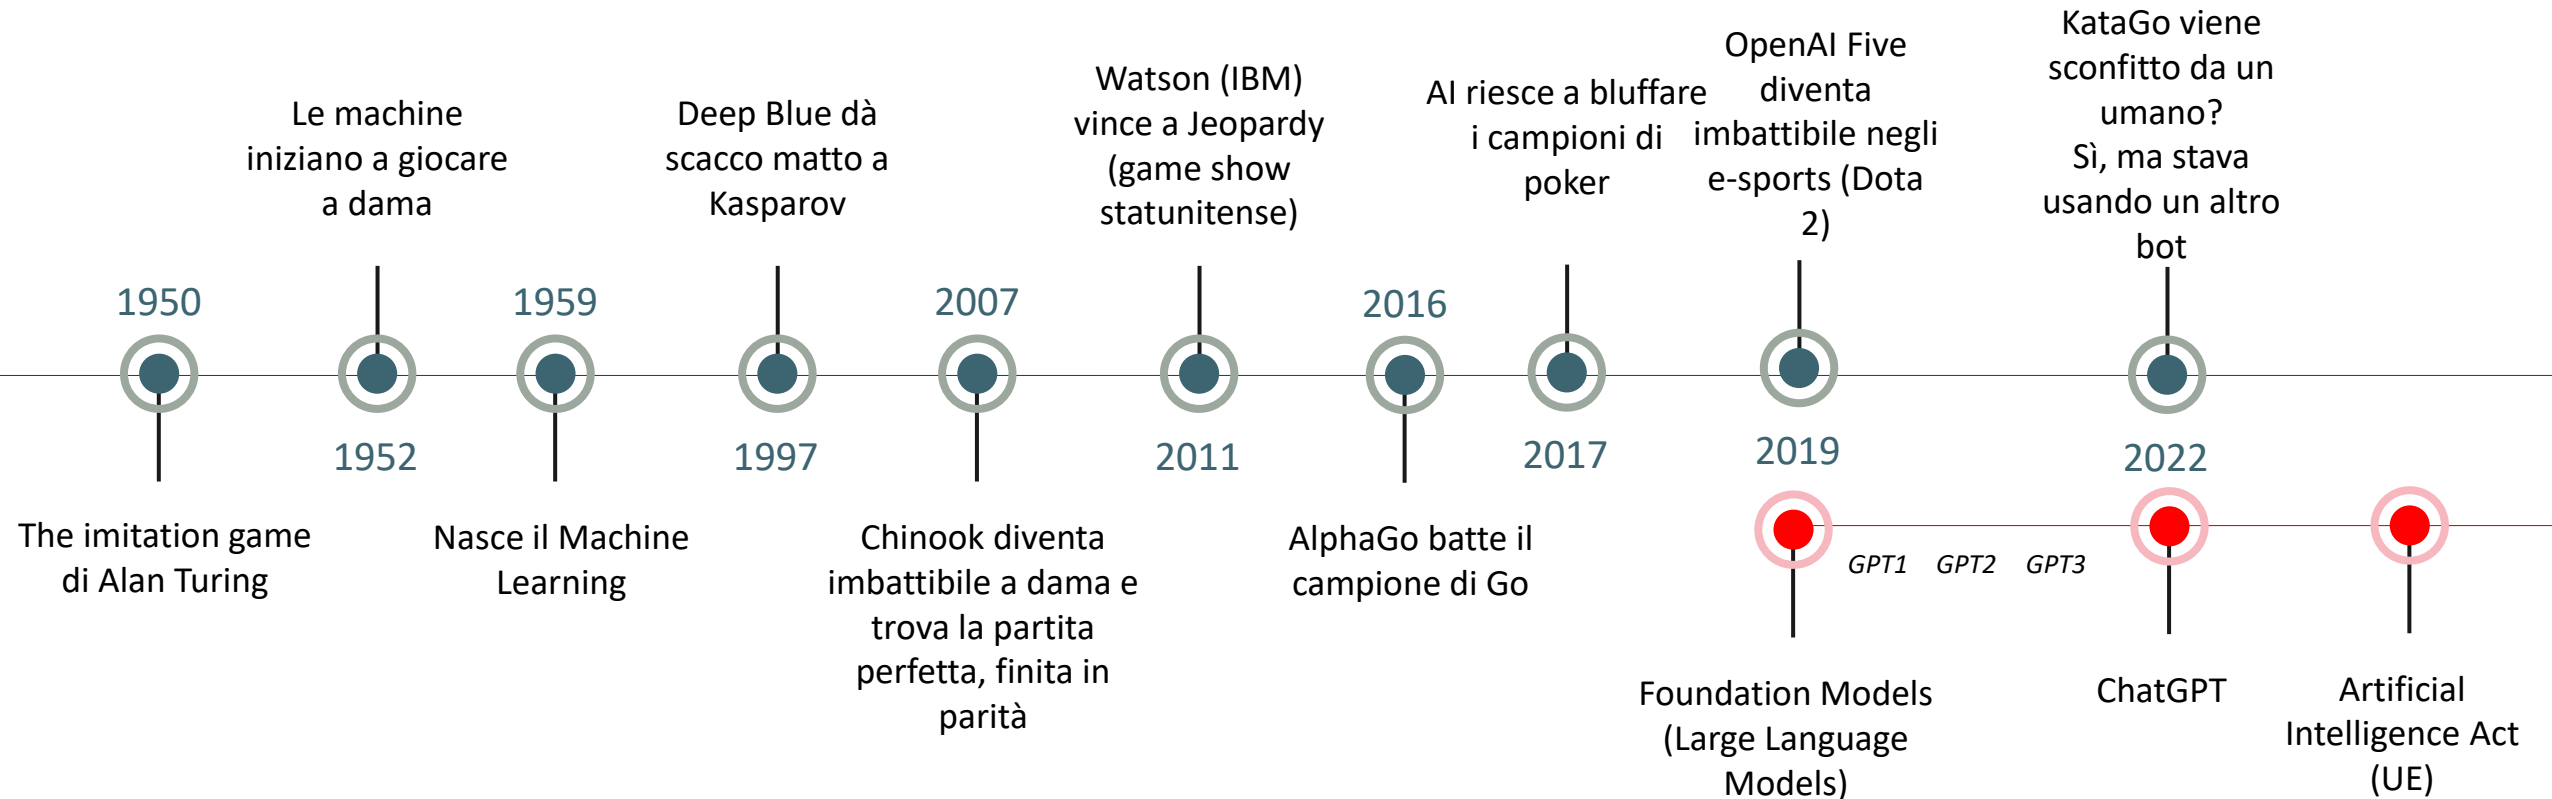 1950
The imitation game
di Alan Turing
Le machine
iniziano a giocare
a dama
1952
1959
Nasce il Machine
Learning
Deep Blue dà
scacco matto a
Kasparov
1997
2007
Chinook diventa
imbattibile a dama e
trova la partita
perfetta, finita in
parità
Watson (IBM)
vince a Jeopardy
(game show
statunitense)
2011
2016
AlphaGo batte il
campione di Go
AI riesce a bluffare
i campioni di
poker
2017
OpenAI Five
diventa
imbattibile negli
e-sports (Dota
2)
2019
KataGo viene
sconfitto da un
umano?
Sì, ma stava
usando un altro
bot
2022
Foundation Models
(Large Language
Models)
GPT1 GPT2 GPT3
ChatGPT
Artificial
Intelligence Act
(UE)